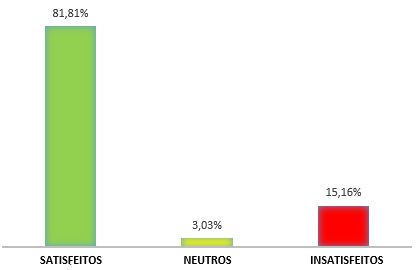 81,81%
3,03%
15,16%
SATISFEITOS
NEUTROS
INSATISFEITOS